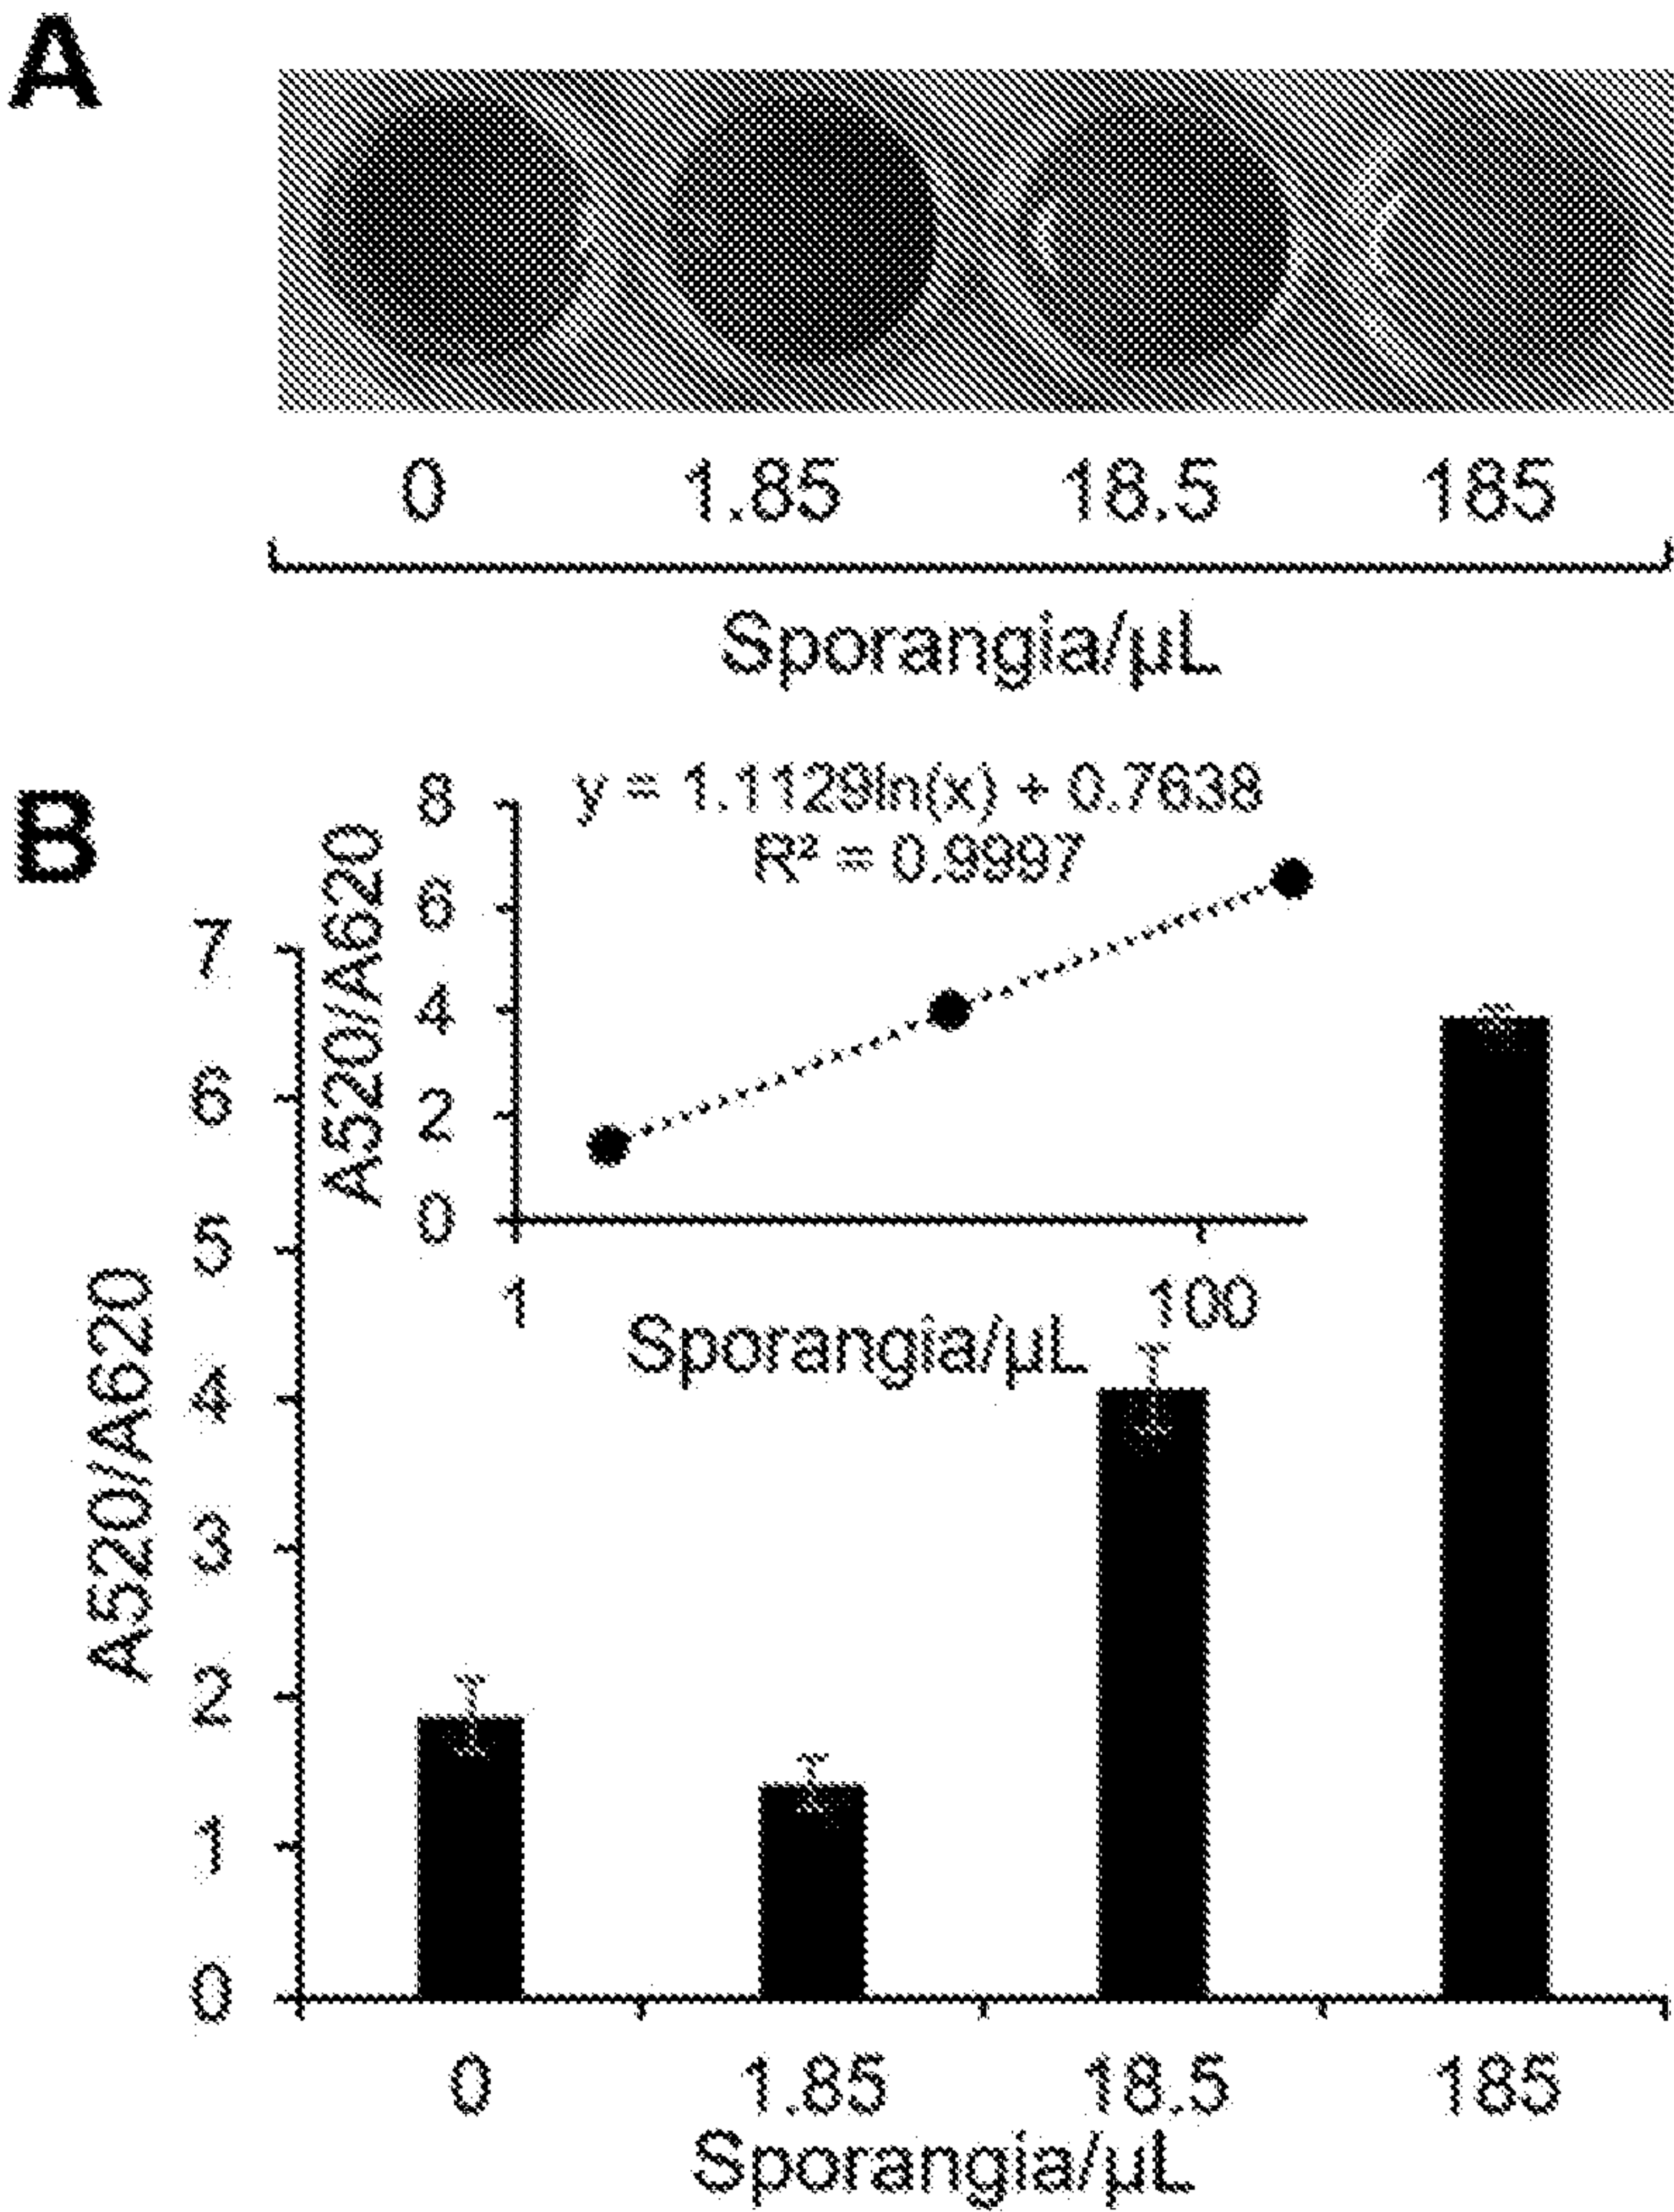 A
0 1.85 18.5 185
Sporangia/µL
B
y = 1.1129ln(x) + 0.7638
R² = 0.9997
A520/A620
8
6
4
2
0
1 100
Sporangia/µL
A520/A620
7
6
5
4
3
2
1
0
0 1.85 18.5 185
Sporangia/µL